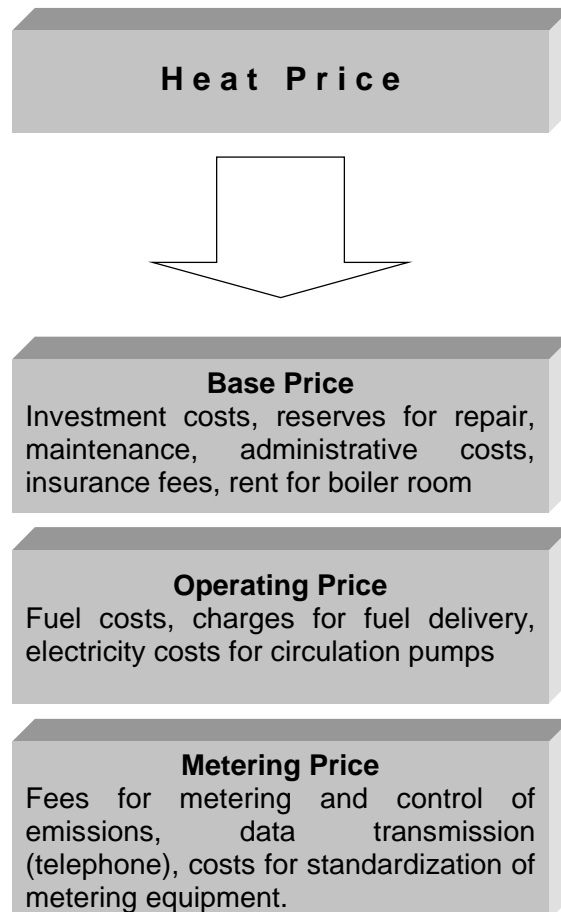 Heat Price
Base Price
Investment costs, reserves for repair,
maintenance, administrative costs,
insurance fees, rent for boiler room
Operating Price
Fuel costs, charges for fuel delivery,
electricity costs for circulation pumps
Metering Price
Fees for metering and control of
emissions, data transmission
(telephone), costs for standardization of
metering equipment.